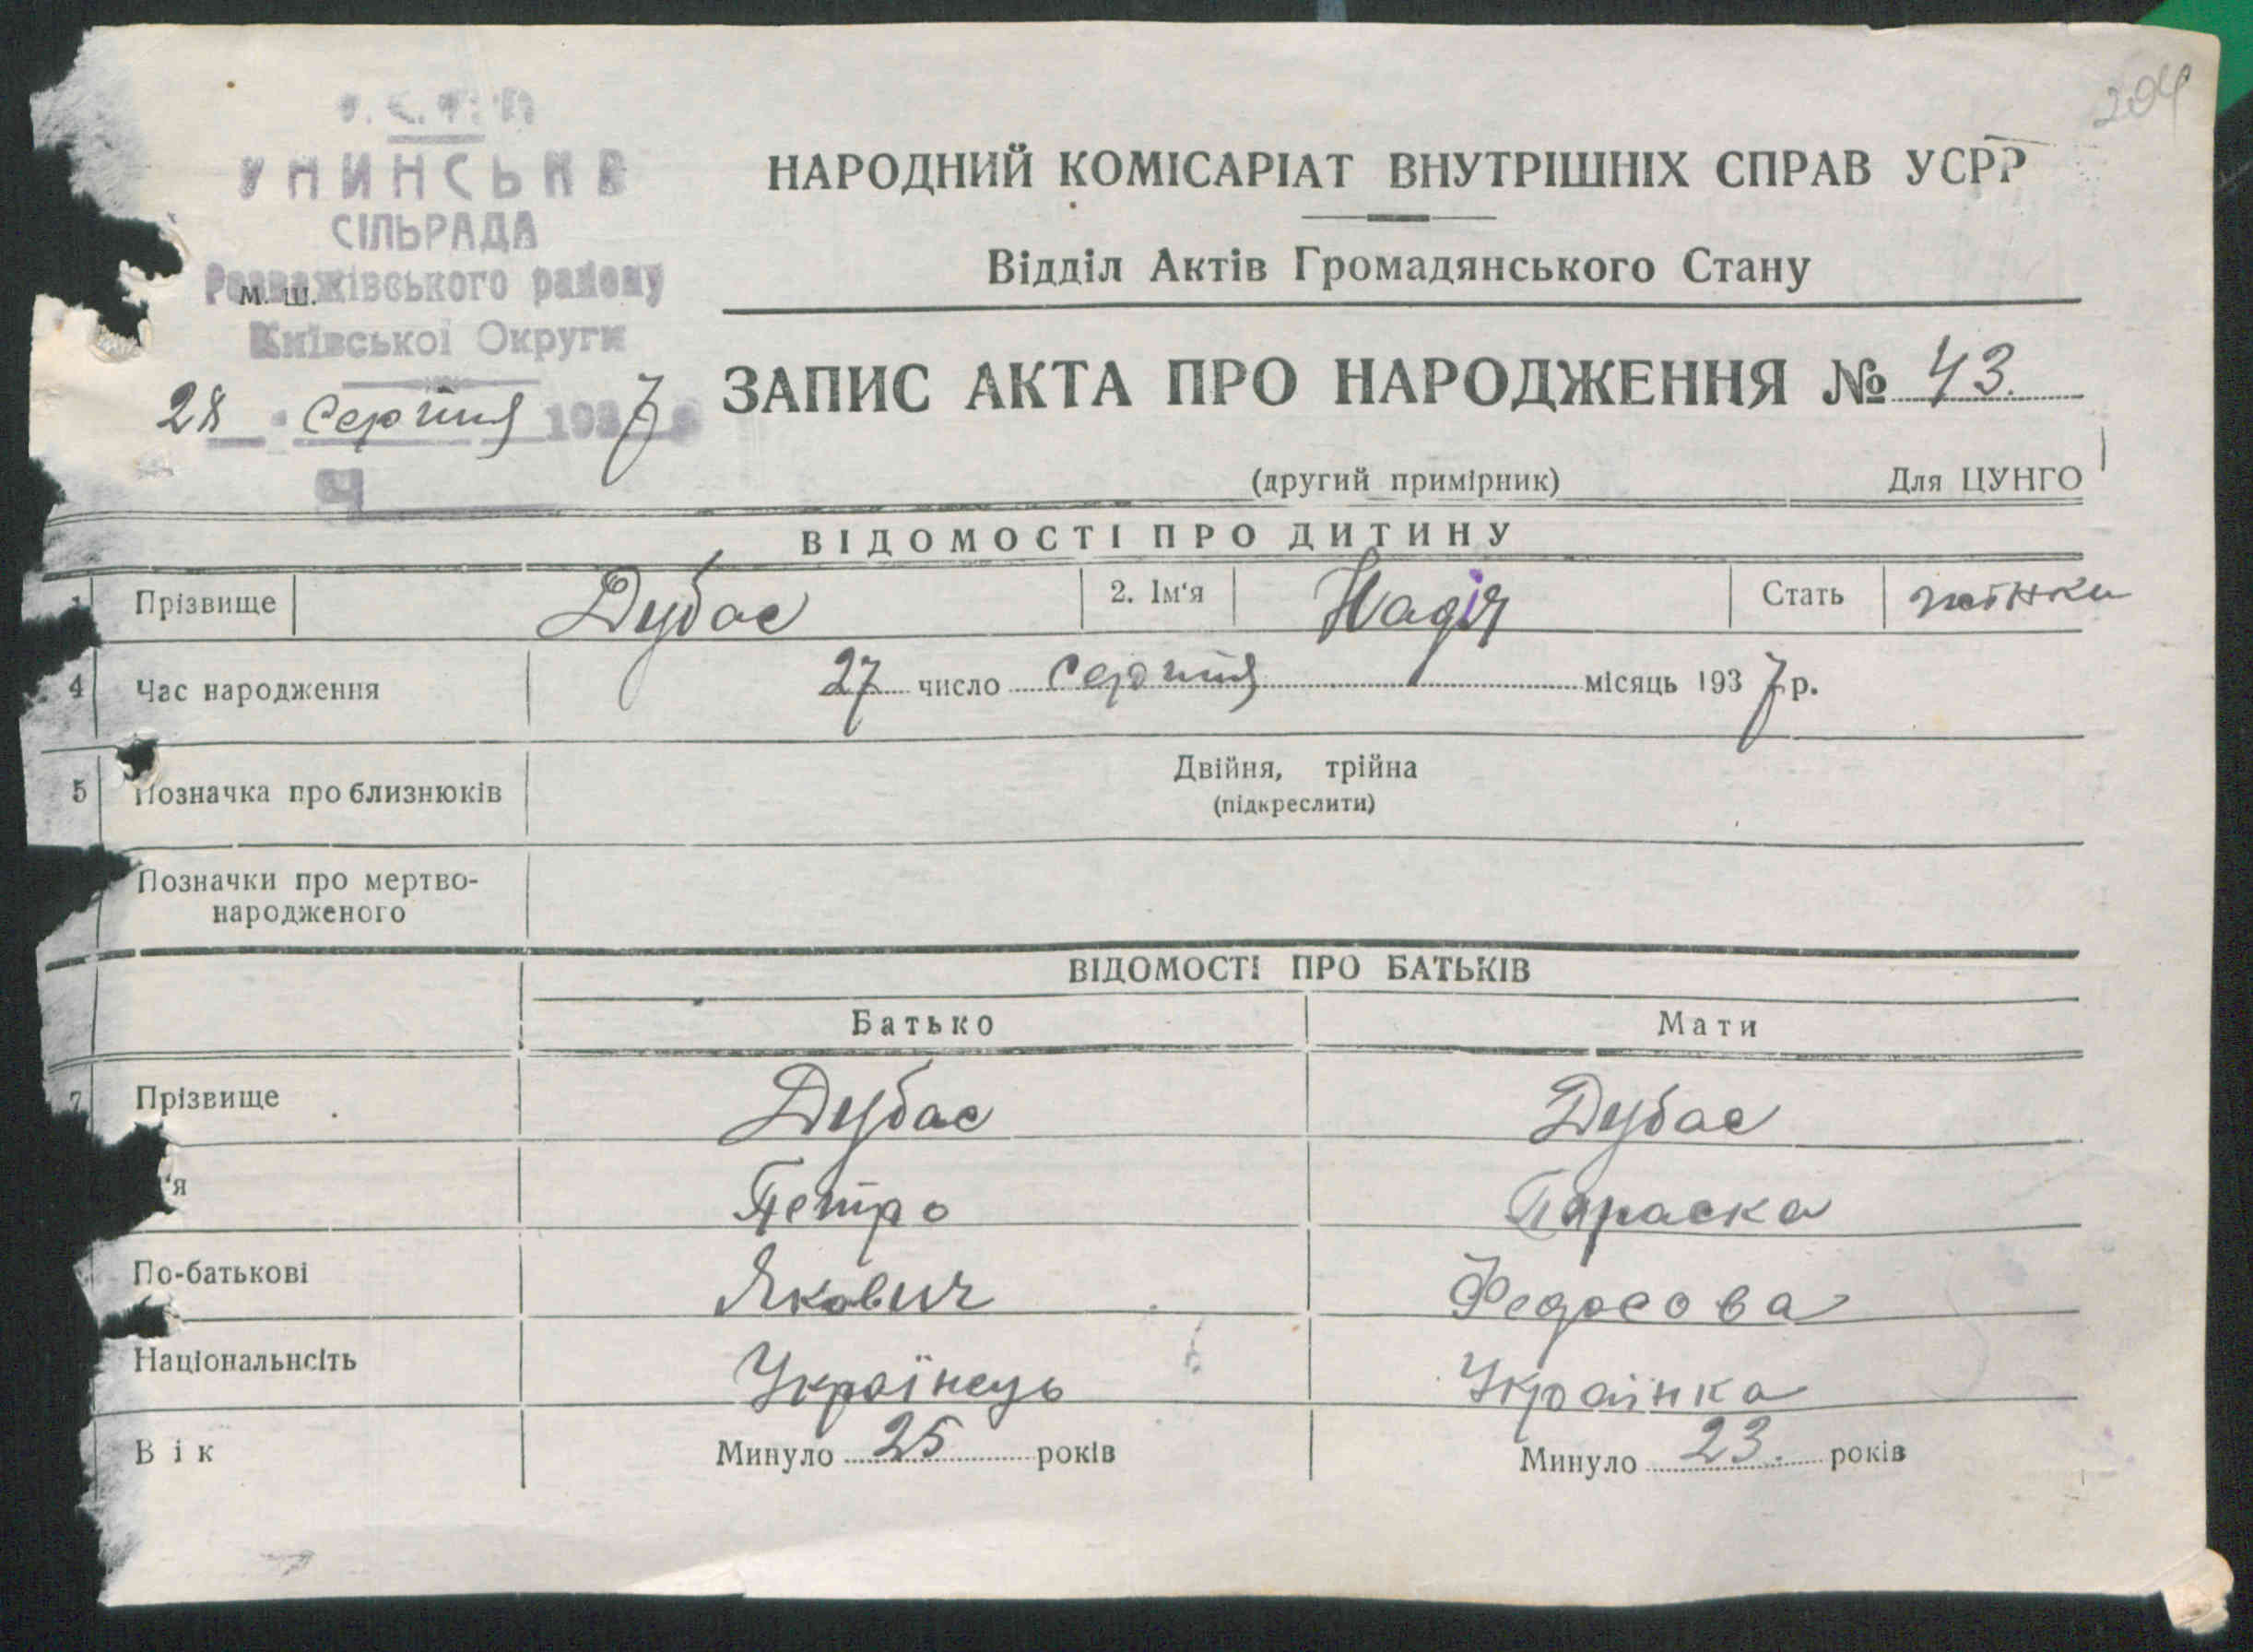 204
У.С.Р.Р.
УНИНСЬКА
СІЛЬРАДА
Розважівського району
м. ш.
Київської Округи
28 серпня 1937
Ч
НАРОДНИЙ КОМІСАРІАТ ВНУТРІШНІХ СПРАВ УСРР
Відділ Актів Громадянського Стану
ЗАПИС АКТА ПРО НАРОДЖЕННЯ № 43.
(другий примірник) Для ЦУНГО
ВІДОМОСТІ ПРО ДИТИНУ
Прізвище Дубас 2. Ім'я Надія Стать жінки
4 Час народження 27 число серпня місяць 1937 р.
5 Позначка про близнюків Двійня, трійна
(підкреслити)
Позначки про мертво-
народженого
ВІДОМОСТІ ПРО БАТЬКІВ
Батько Мати
7 Прізвище Дубас Дубас
'я Петро Параска
По-батькові Якович Федосова
Національнсіть Українець Українка
Вік Минуло 25 років Минуло 23. років